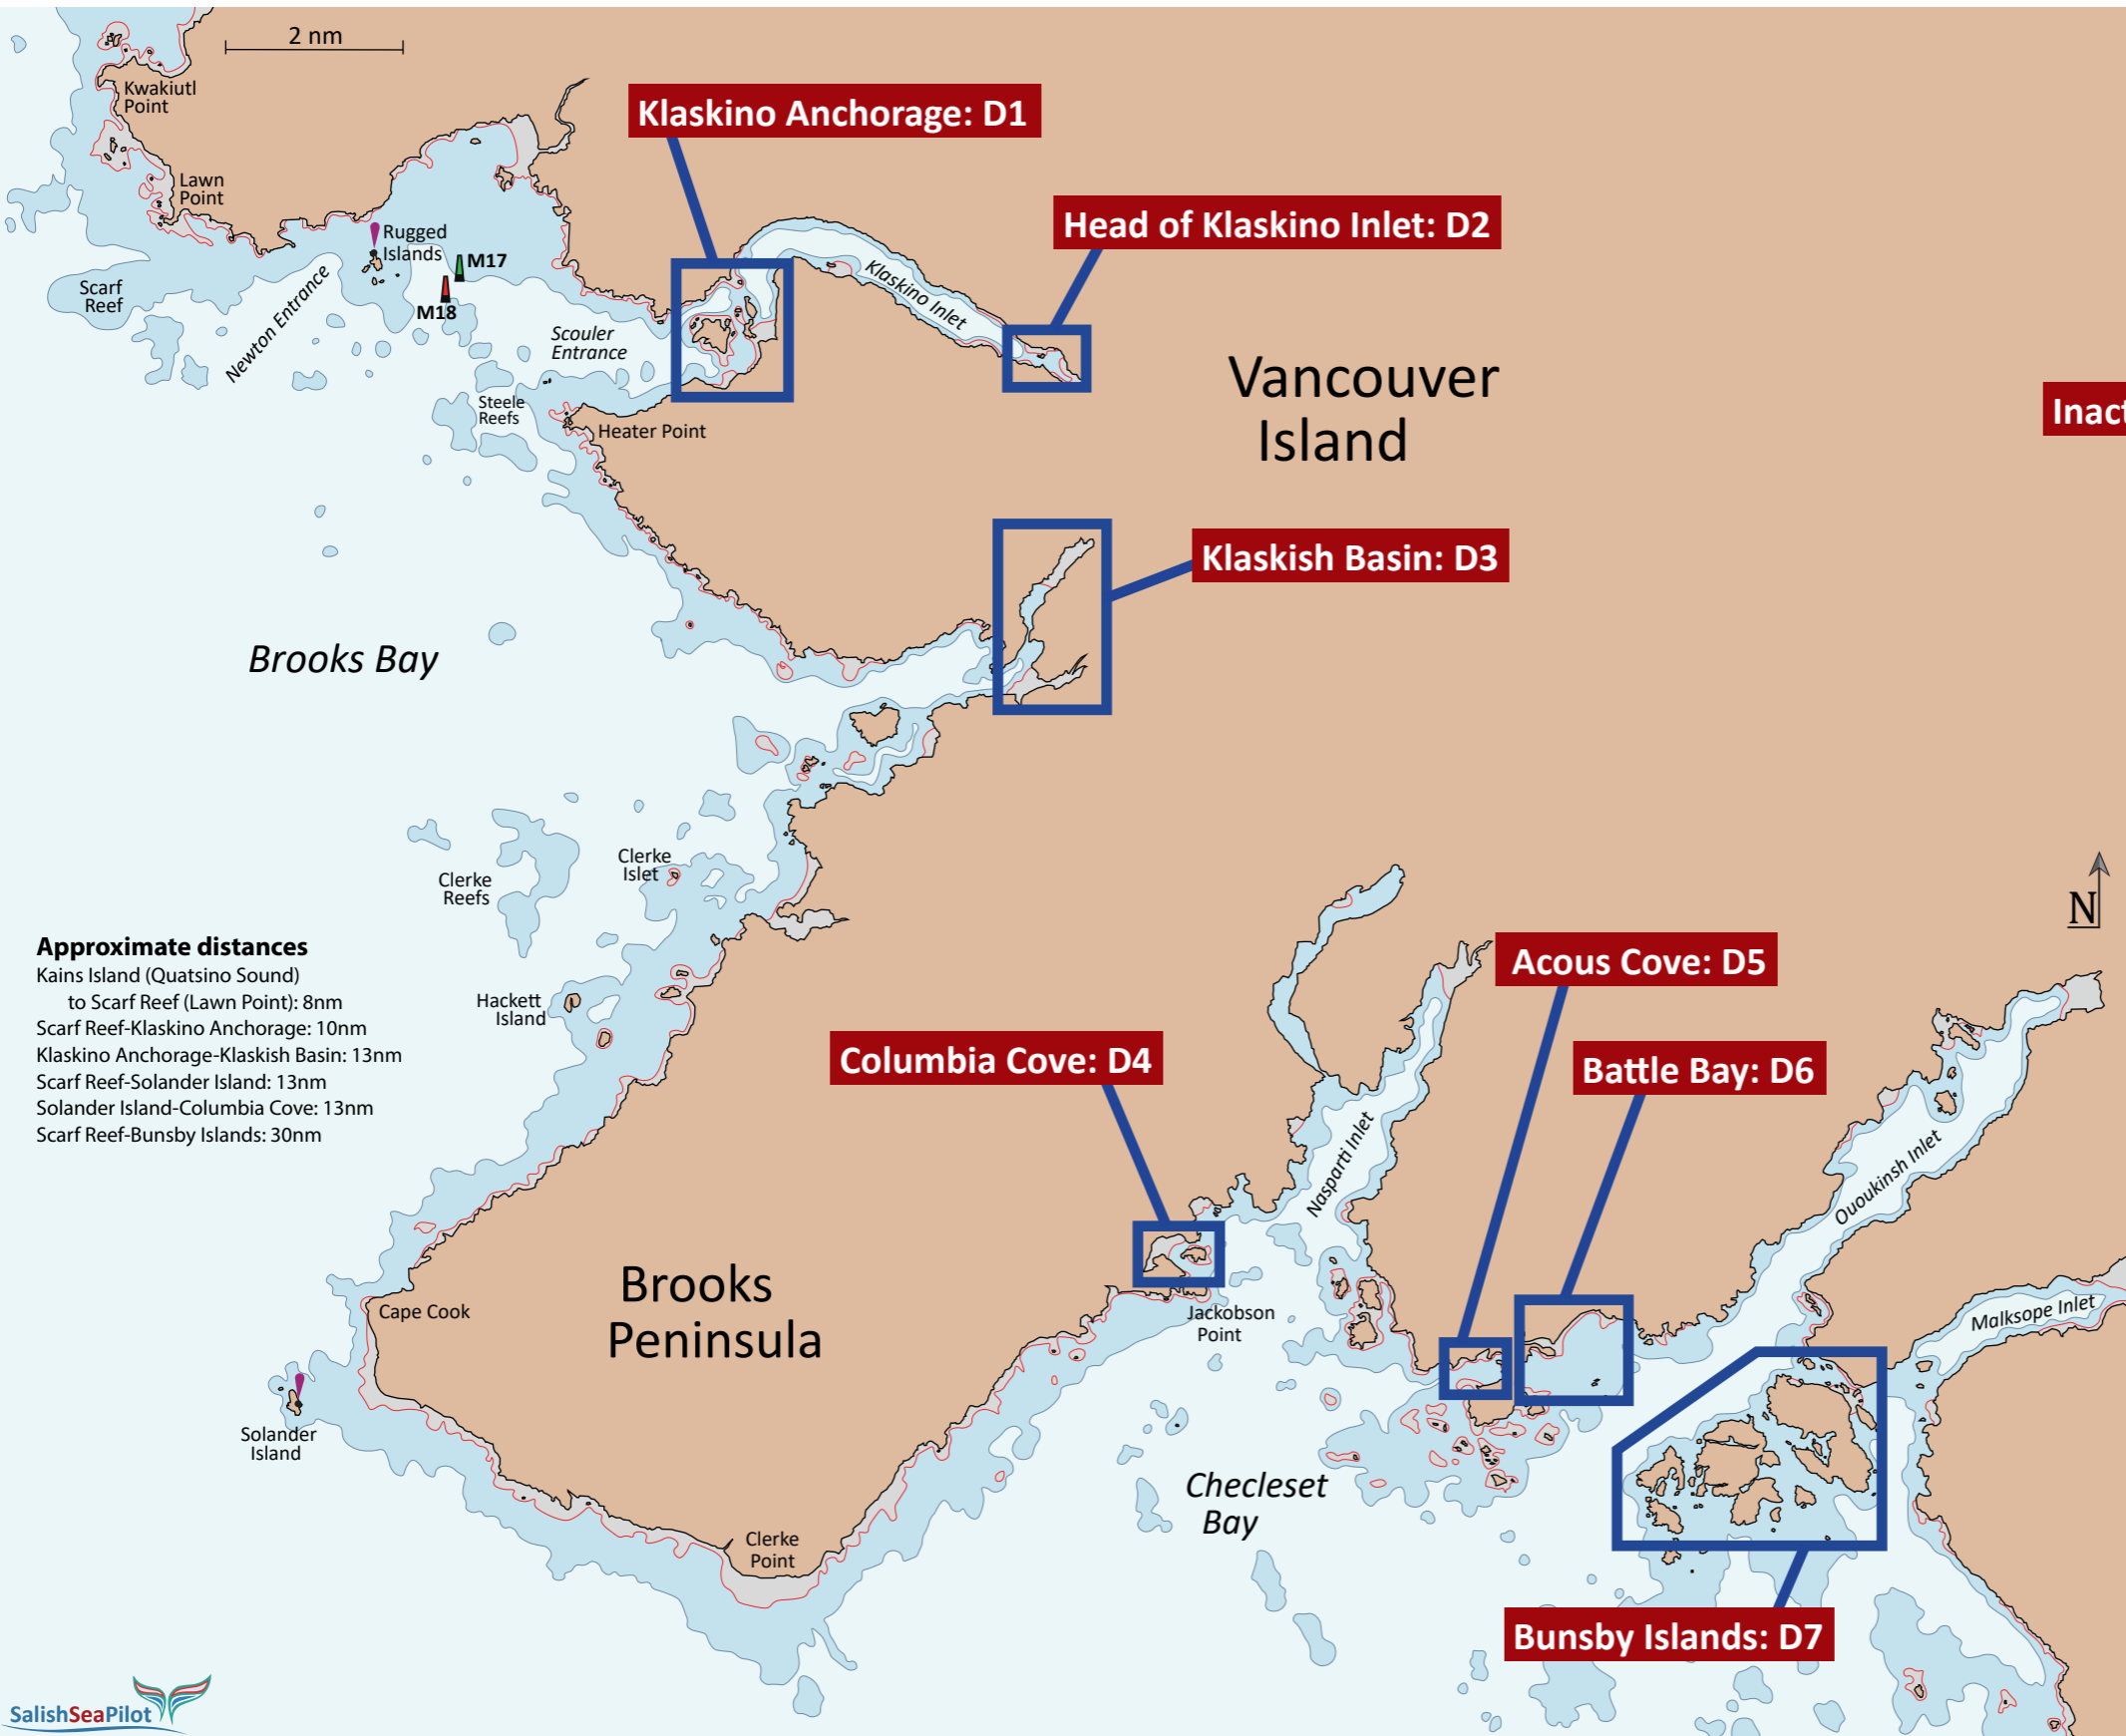 2 nm
Kwakiutl
Point
Klaskino Anchorage: D1
Lawn
Point
Head of Klaskino Inlet: D2
Rugged
Islands
M17
Scarf
Reef
M18
Newton Entrance
Klaskino Inlet
Scouler
Entrance
Vancouver
Island
Inact
Steele
Reefs
Heater Point
Klaskish Basin: D3
Brooks Bay
Clerke
Islet
Clerke
Reefs
N
Approximate distances
Kains Island (Quatsino Sound)
to Scarf Reef (Lawn Point): 8nm
Scarf Reef-Klaskino Anchorage: 10nm
Klaskino Anchorage-Klaskish Basin: 13nm
Scarf Reef-Solander Island: 13nm
Solander Island-Columbia Cove: 13nm
Scarf Reef-Bunsby Islands: 30nm
Hackett
Island
Acous Cove: D5
Columbia Cove: D4
Battle Bay: D6
Nasparti Inlet
Ououkinsh Inlet
Brooks
Peninsula
Cape Cook
Jackobson
Point
Malksope Inlet
Solander
Island
Checleset
Bay
Clerke
Point
Bunsby Islands: D7
SalishSeaPilot